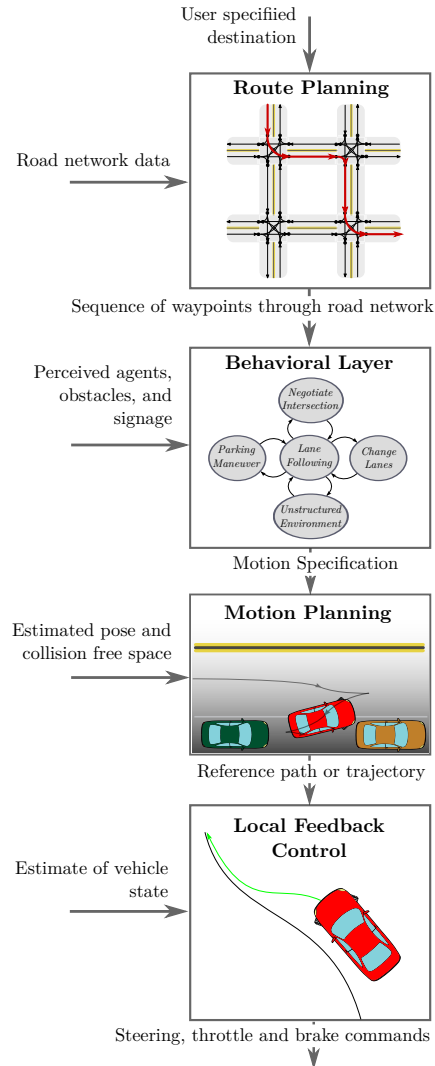 User specifiied
destination
Route Planning
Road network data
Sequence of waypoints through road network
Behavioral Layer
Perceived agents,
obstacles, and
signage
Negotiate
Intersection
Parking
Maneuver
Lane
Following
Change
Lanes
Unstructured
Environment
Motion Specification
Motion Planning
Estimated pose and
collision free space
Reference path or trajectory
Local Feedback
Control
Estimate of vehicle
state
Steering, throttle and brake commands